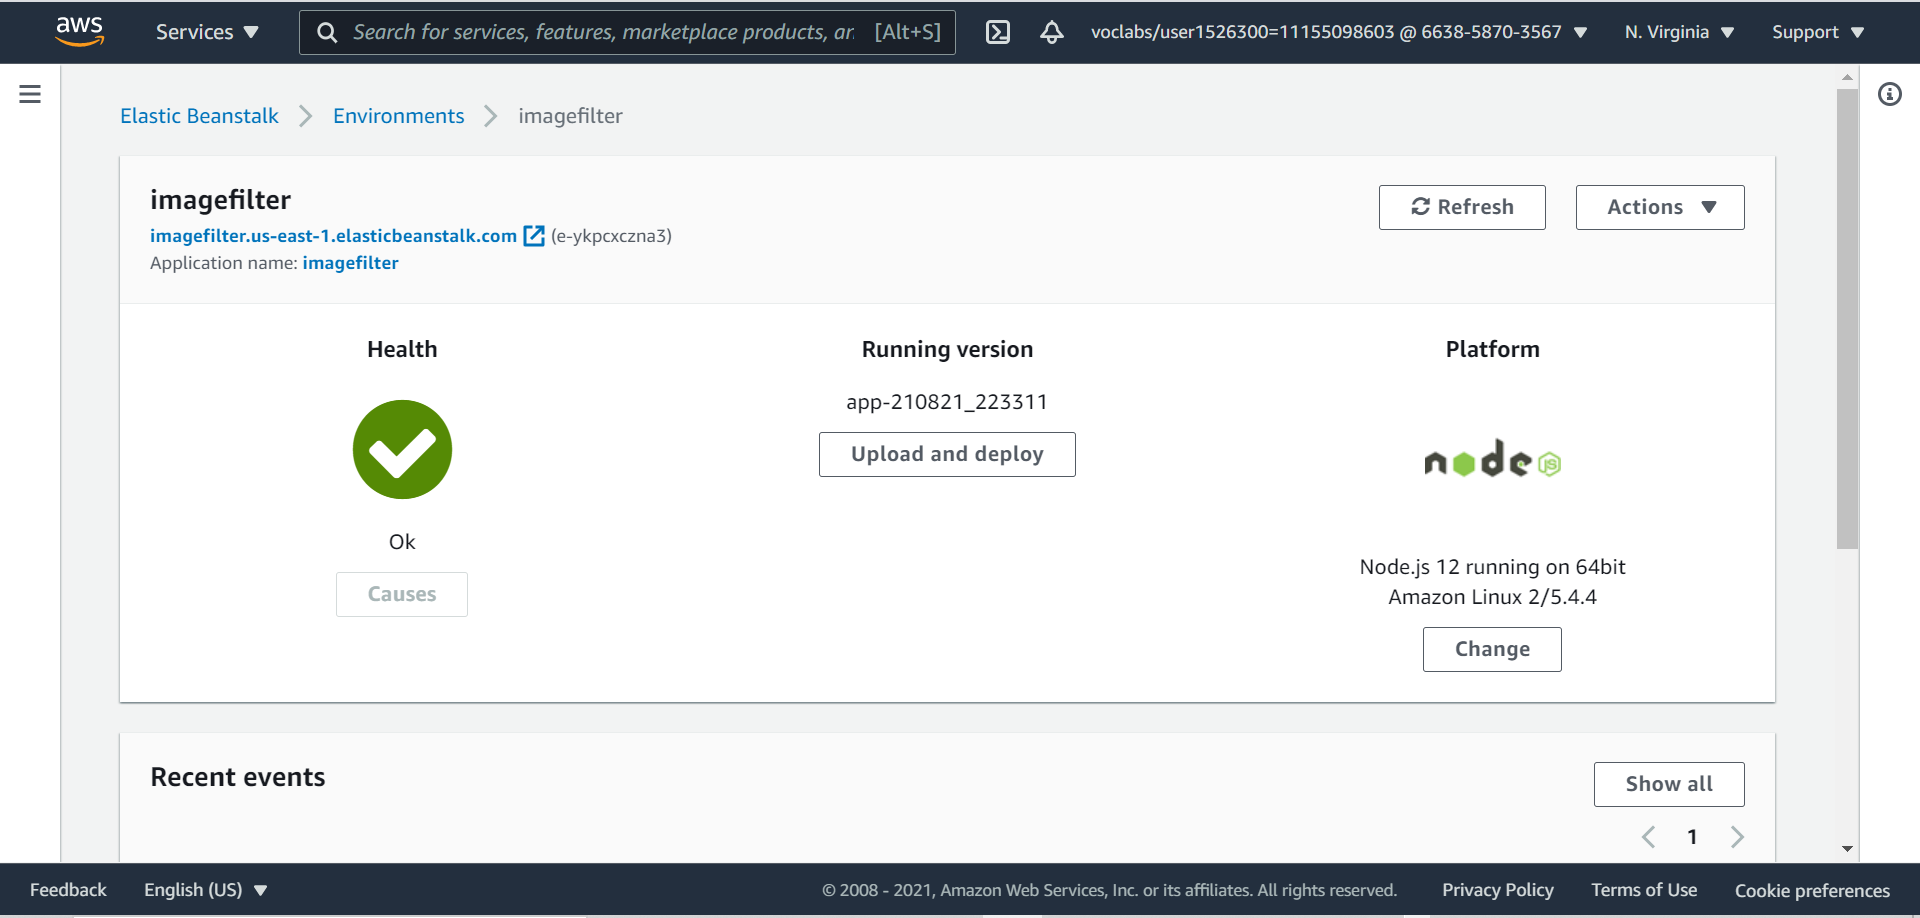 aws
Services
Search for services, features, marketplace products, ar. [Alt+S]
voclabs/user1526300=11155098603 @ 6638-5870-3567
N. Virginia
Support
Elastic Beanstalk
Environments
imagefilter
imagefilter
imagefilter.us-east-1.elasticbeanstalk.com (e-ykpcxczna3)
Application name: imagefilter
Refresh
Actions
Health
Ok
Causes
Running version
app-210821_223311
Upload and deploy
Platform
node JS
Node.js 12 running on 64bit
Amazon Linux 2/5.4.4
Change
Recent events
Show all
1
Feedback
English (US)
© 2008 - 2021, Amazon Web Services, Inc. or its affiliates. All rights reserved.
Privacy Policy
Terms of Use
Cookie preferences